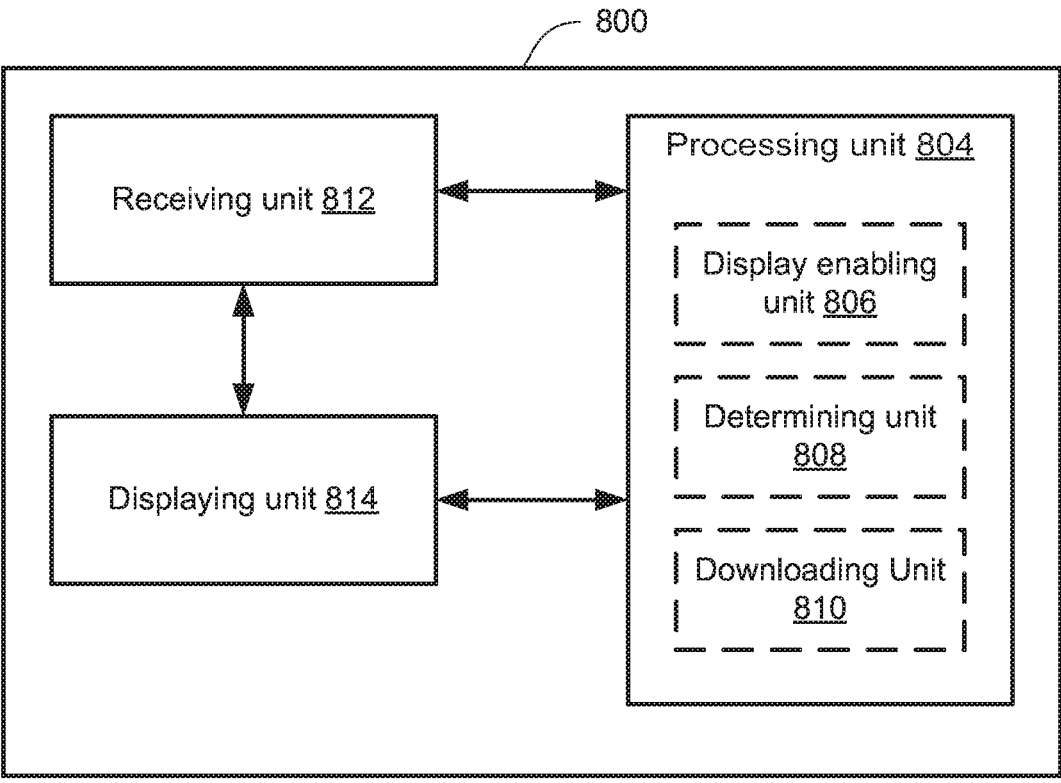 800
Receiving unit 812
Processing unit 804
Display enabling
unit 806
Determining unit
808
Displaying unit 814
Downloading Unit
810